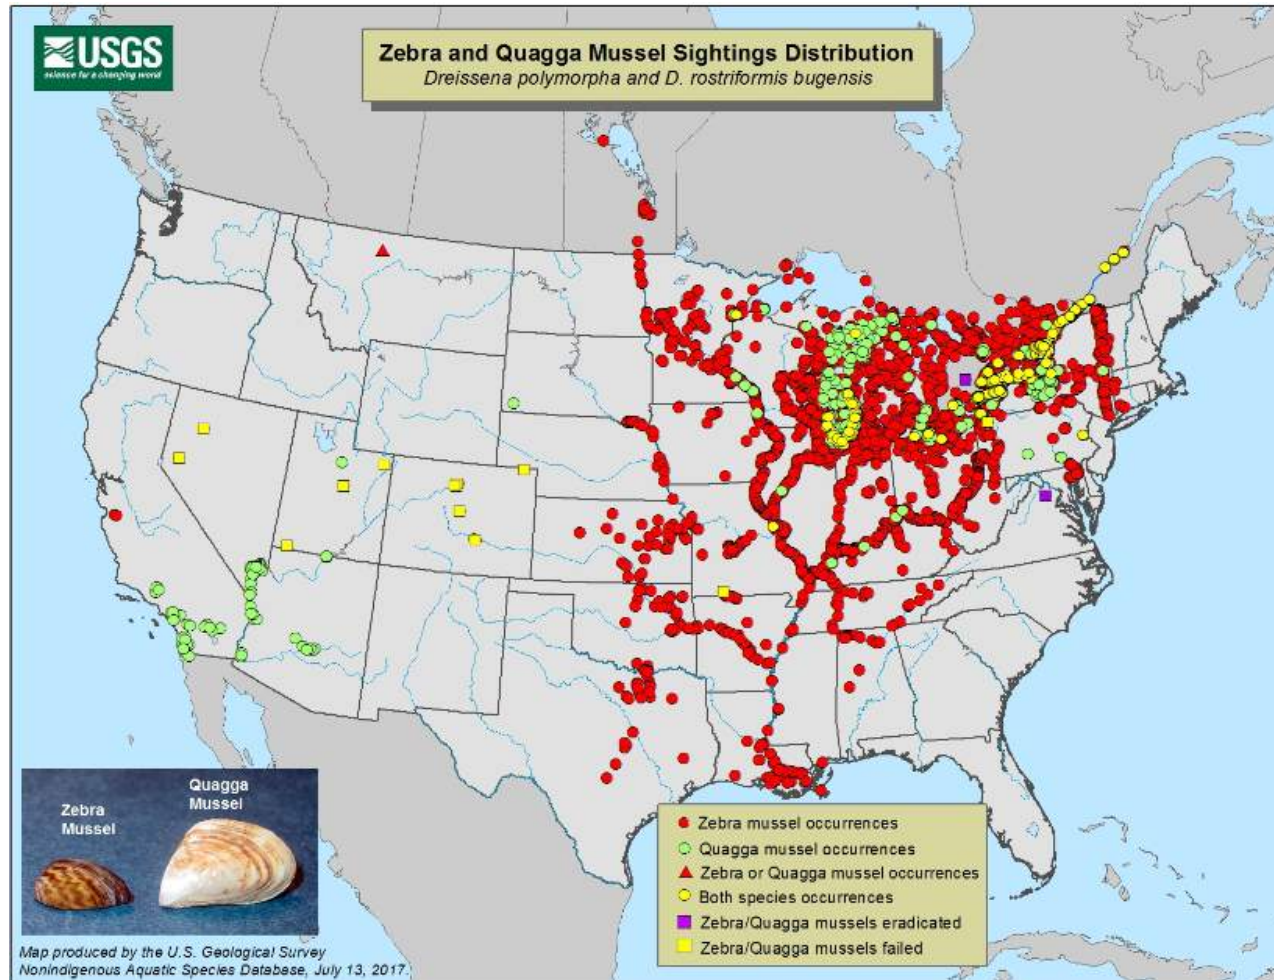 USGS
science for a changing world
Zebra and Quagga Mussel Sightings Distribution
Dreissena polymorpha and D. rostriformis bugensis
Zebra
Mussel
Quagga
Mussel
Zebra mussel occurrences
Quagga mussel occurrences
Zebra or Quagga mussel occurrences
Both species occurrences
Zebra/Quagga mussels eradicated
Zebra/Quagga mussels failed
Map produced by the U.S. Geological Survey
Nonindigenous Aquatic Species Database, July 13, 2017.